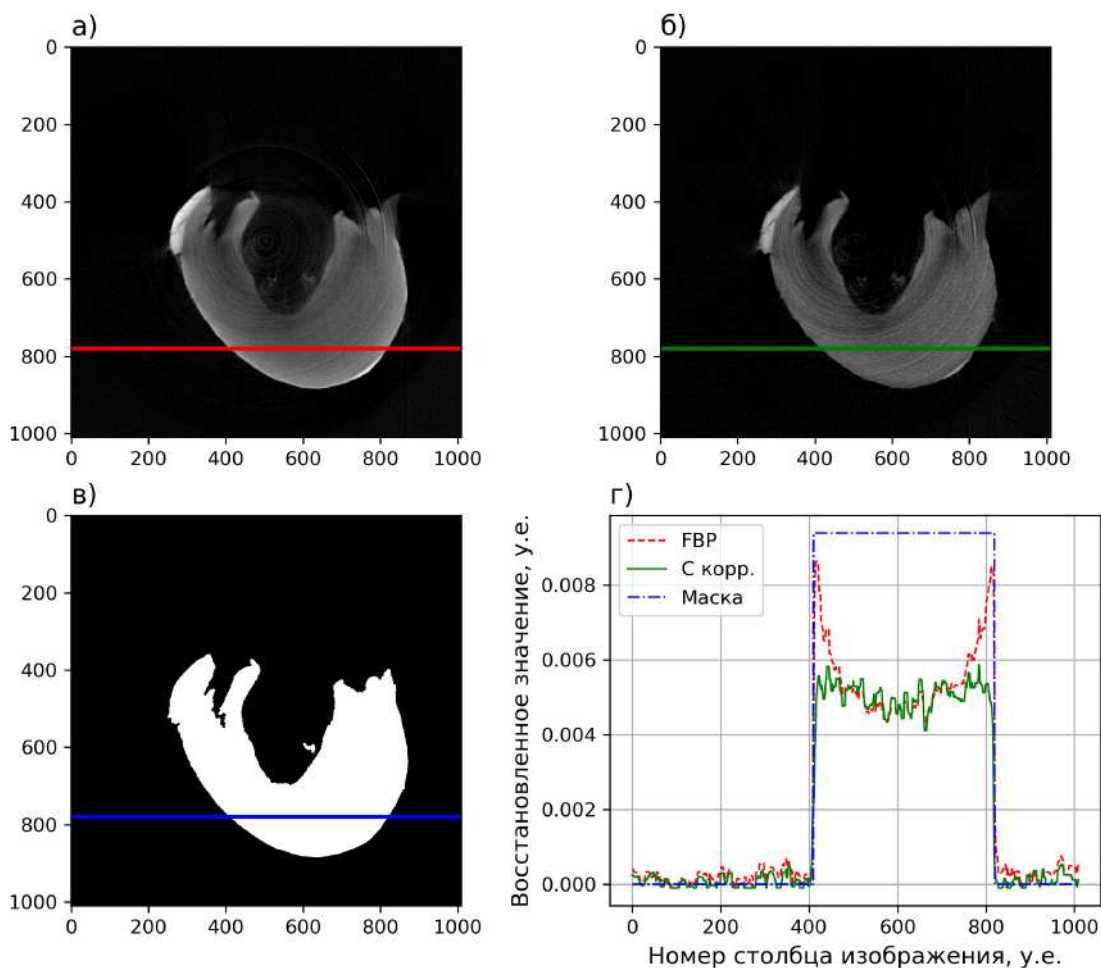 а)
0
200
400
600
800
1000
0 200 400 600 800 1000
б)
0
200
400
600
800
1000
0 200 400 600 800 1000
в)
0
200
400
600
800
1000
0 200 400 600 800 1000
г)
Восстановленное значение, у.е.
0.008
0.006
0.004
0.002
0.000
FBP
С корр.
Маска
0 200 400 600 800 1000
Номер столбца изображения, у.е.